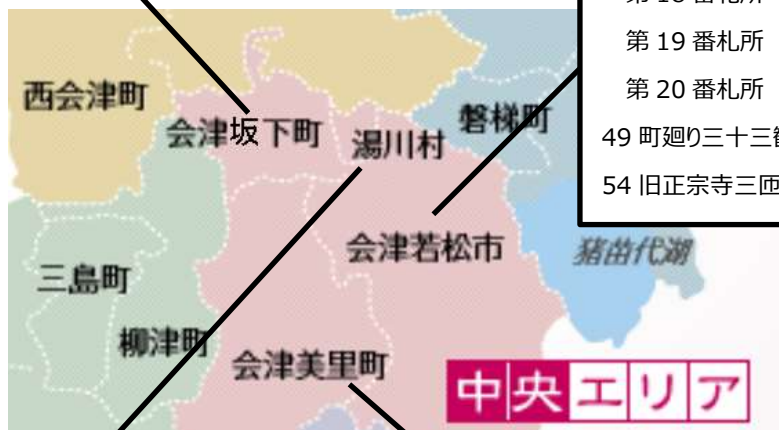 第 19 番札所
第 20 番札所
49 町廻り三十三
54 旧正宗寺三匝
西会津町
会津坂下町
湯川村
磐梯町
会津若松市
猪苗代湖
三島町
柳津町
会津美里町
中央エリア